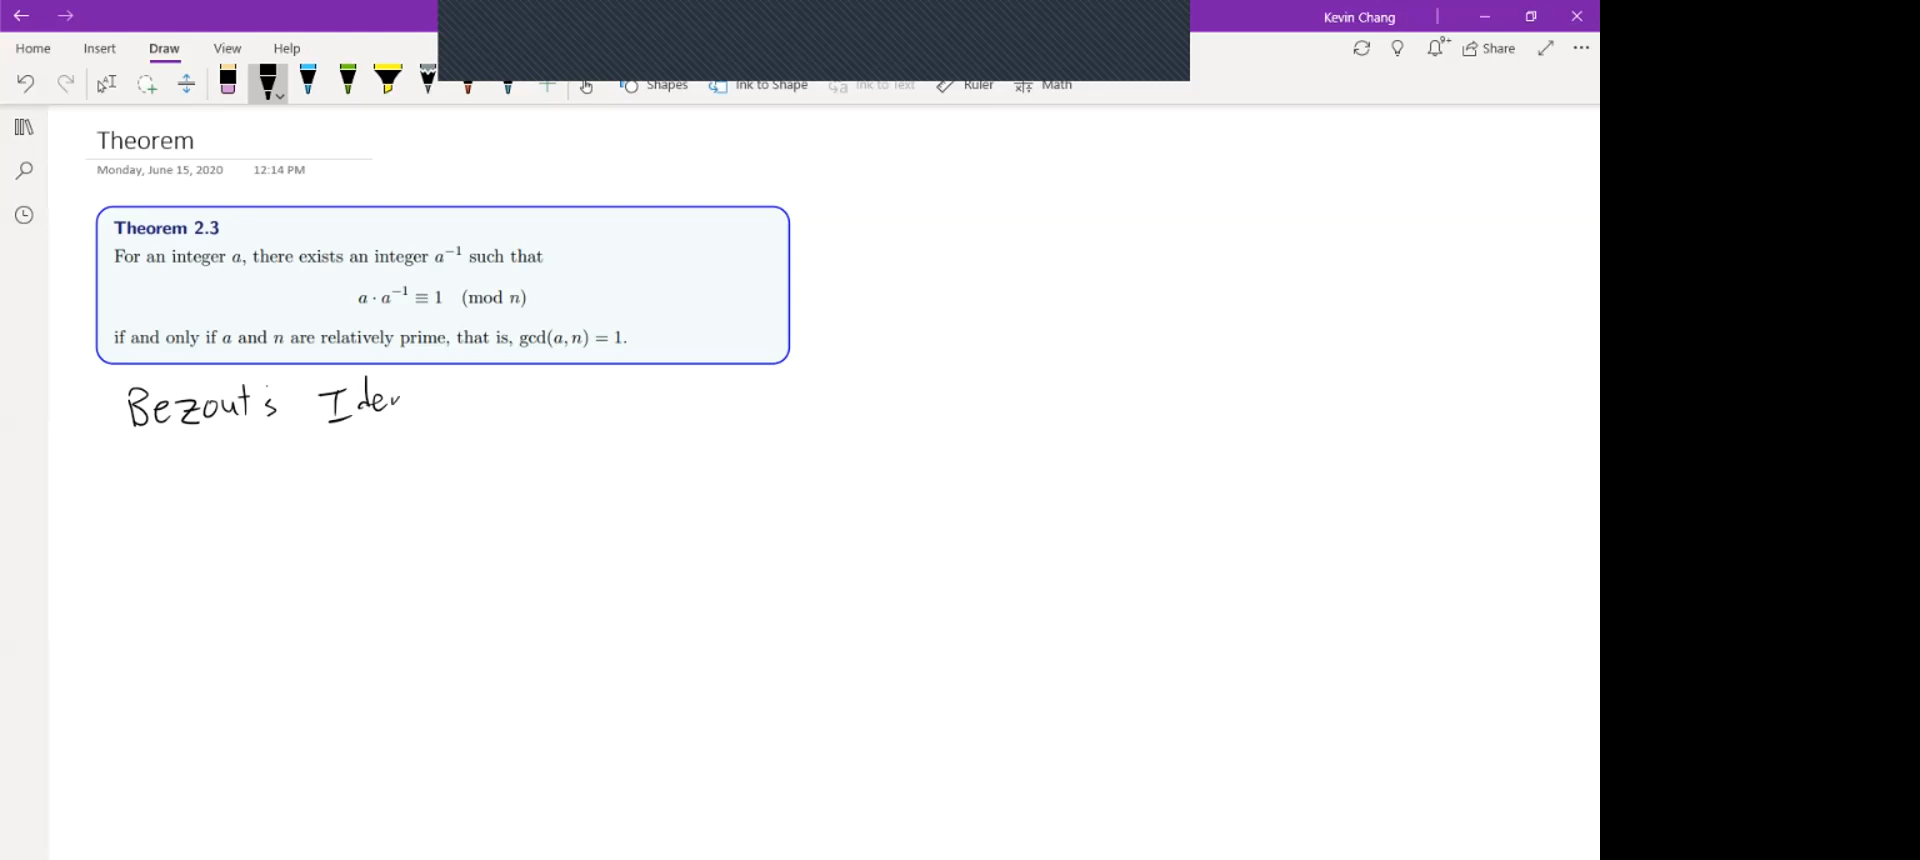 Kevin Chang
Home Insert Draw View Help
9+ Share
Shapes Ink to Shape Ink to Text Ruler Math
Theorem
Monday, June 15, 2020 12:14 PM
Theorem 2.3
For an integer a, there exists an integer a⁻¹ such that
a · a⁻¹ ≡ 1 (mod n)
if and only if a and n are relatively prime, that is, gcd(a, n) = 1.
Bezout's Iden